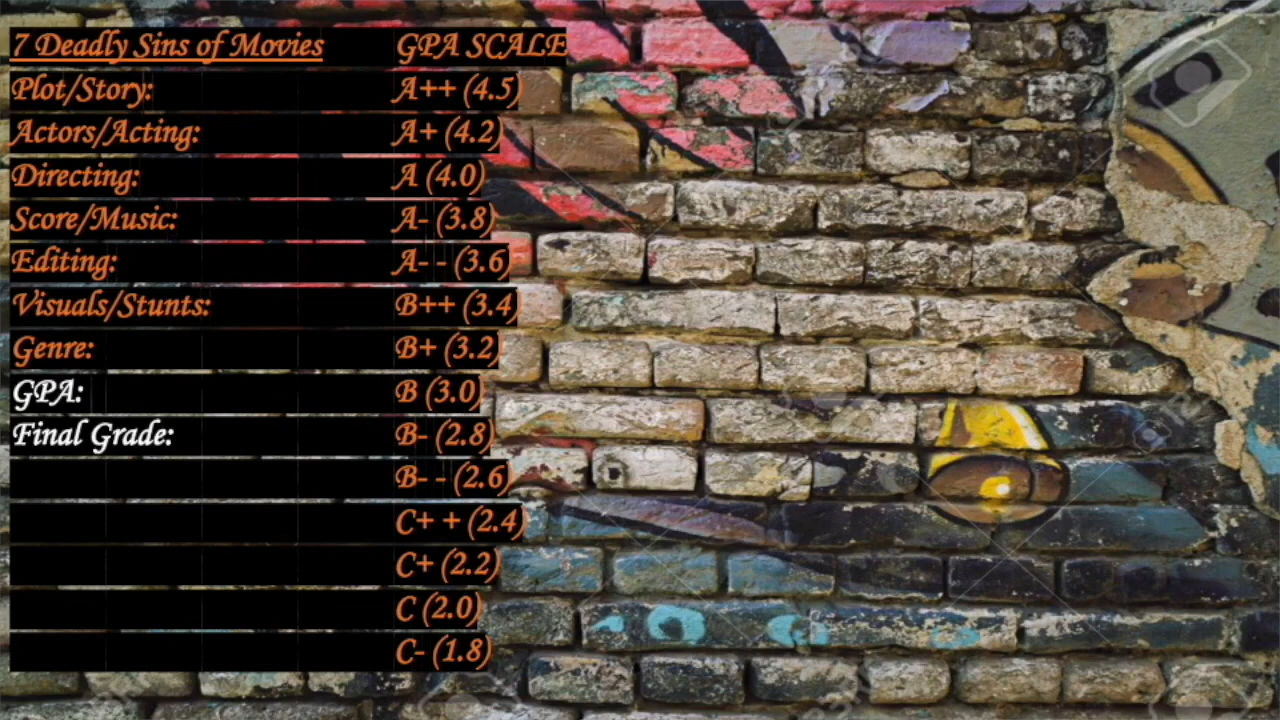 7 Deadly Sins of Movies GPA SCALE
Plot/Story: A++ (4.5)
Actors/Acting: A+ (4.2)
Directing: A (4.0)
Score/Music: A- (3.8)
Editing: A- - (3.6)
Visuals/Stunts: B++ (3.4)
Genre: B+ (3.2)
GPA: B (3.0)
Final Grade: B- (2.8)
B- - (2.6)
C+ + (2.4)
C+ (2.2)
C (2.0)
C- (1.8)